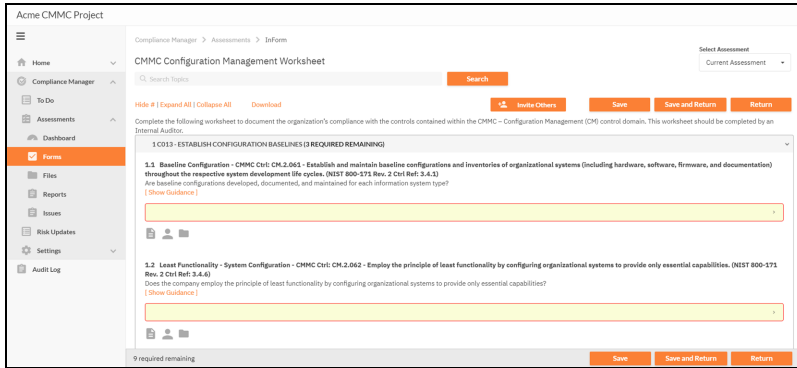 Acme CMMC Project
Home
Compliance Manager
To Do
Assessments
Dashboard
Forms
Files
Reports
Issues
Risk Updates
Settings
Audit Log
Compliance Manager > Assessments > InForm
Select Assessment
Current Assessment
CMMC Configuration Management Worksheet
Search Topics
Search
Hide # | Expand All | Collapse All Download
Invite Others Save Save and Return Return
Complete the following worksheet to document the organization's compliance with the controls contained within the CMMC – Configuration Management (CM) control domain. This worksheet should be completed by an
Internal Auditor.
1 C013 - ESTABLISH CONFIGURATION BASELINES (3 REQUIRED REMAINING)
1.1 Baseline Configuration - CMMC Ctrl: CM.2.061 - Establish and maintain baseline configurations and inventories of organizational systems (including hardware, software, firmware, and documentation)
throughout the respective system development life cycles. (NIST 800-171 Rev. 2 Ctrl Ref: 3.4.1)
Are baseline configurations developed, documented, and maintained for each information system type?
[ Show Guidance ]
1.2 Least Functionality - System Configuration - CMMC Ctrl: CM.2.062 - Employ the principle of least functionality by configuring organizational systems to provide only essential capabilities. (NIST 800-171
Rev. 2 Ctrl Ref: 3.4.6)
Does the company employ the principle of least functionality by configuring organizational systems to provide only essential capabilities?
[ Show Guidance ]
9 required remaining
Save Save and Return Return